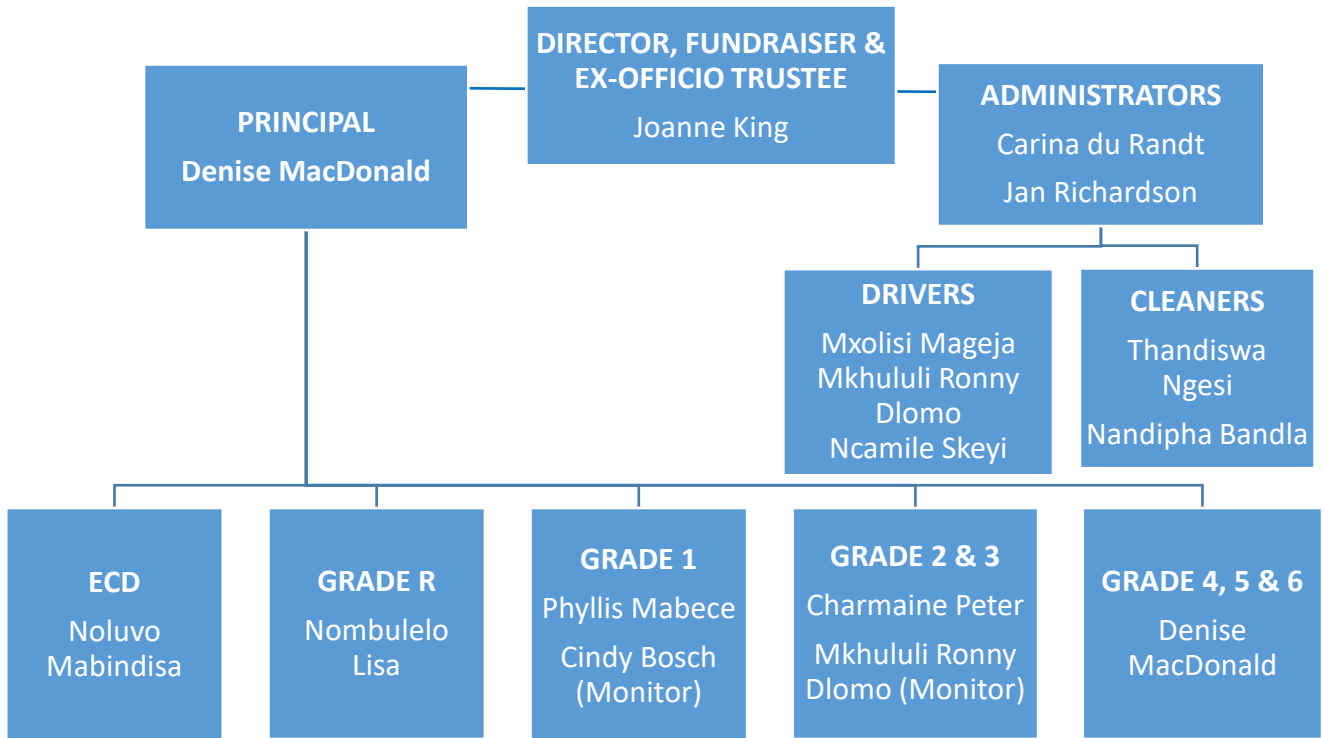 DIRECTOR, FUNDRAISER &
EX-OFFICIO TRUSTEE
Joanne King
PRINCIPAL
Denise MacDonald
ADMINISTRATORS
Carina du Randt
Jan Richardson
DRIVERS
Mxolisi Mageja
Mkhululi Ronny
Dlomo
Ncamile Skeyi
CLEANERS
Thandiswa
Ngesi
Nandipha Bandla
ECD
Noluvo
Mabindisa
GRADE R
Nombulelo
Lisa
GRADE 1
Phyllis Mabece
Cindy Bosch
(Monitor)
GRADE 2 & 3
Charmaine Peter
Mkhululi Ronny
Dlomo (Monitor)
GRADE 4, 5 & 6
Denise
MacDonald